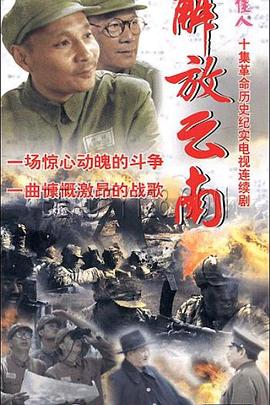 十集革命历史纪实电视连续剧
解放云南
一场惊心动魄的斗争
一曲慷慨激昂的战歌